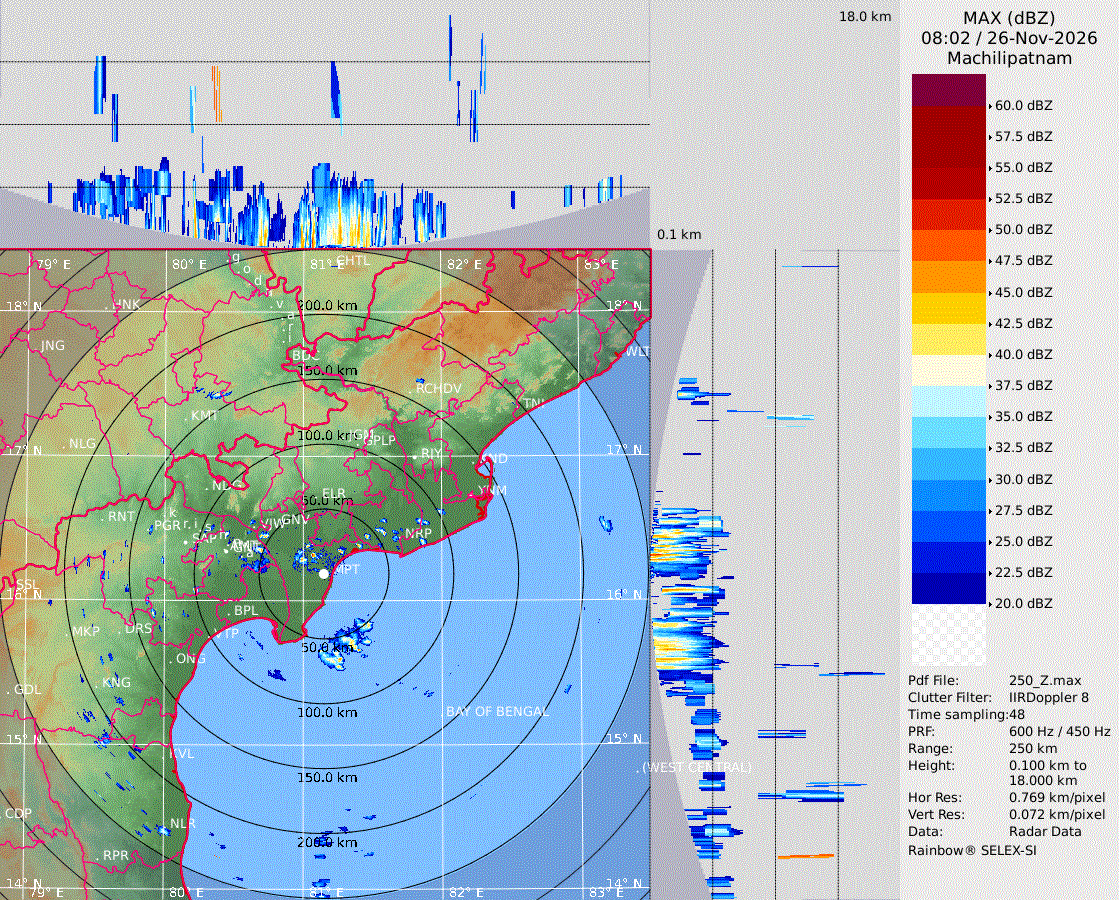 18.0 km
0.1 km
MAX (dBZ)
08:02 / 26-Nov-2026
Machilipatnam
60.0 dBZ
57.5 dBZ
55.0 dBZ
52.5 dBZ
50.0 dBZ
47.5 dBZ
45.0 dBZ
42.5 dBZ
40.0 dBZ
37.5 dBZ
35.0 dBZ
32.5 dBZ
30.0 dBZ
27.5 dBZ
25.0 dBZ
22.5 dBZ
20.0 dBZ
Pdf File: 250_Z.max
Clutter Filter: IIRDoppler 8
Time sampling:48
PRF: 600 Hz / 450 Hz
Range: 250 km
Height: 0.100 km to
18.000 km
Hor Res: 0.769 km/pixel
Vert Res: 0.072 km/pixel
Data: Radar Data
Rainbow® SELEX-SI
79° E
80° E
81° E
CHTL
82° E
83° E
200.0 km
18° N
HNK
18° N
JNG
WLT
150.0 km
RCHDV
TNI
KMT
100.0 km
NLG
GPLP
17° N
RJY
17° N
ELR
YNM
50.0 km
RNT
PGR
VJW
GNV
NRP
SAP
MPT
SSL
16° N
16° N
BPL
MKP
DRS
50.0 km
ONG
KNG
GDL
100.0 km
BAY OF BENGAL
15° N
KVL
15° N
(WEST CENTRAL)
150.0 km
CDP
NLR
200.0 km
RPR
14° N
14° N
79° E
80° E
81° E
82° E
83° E